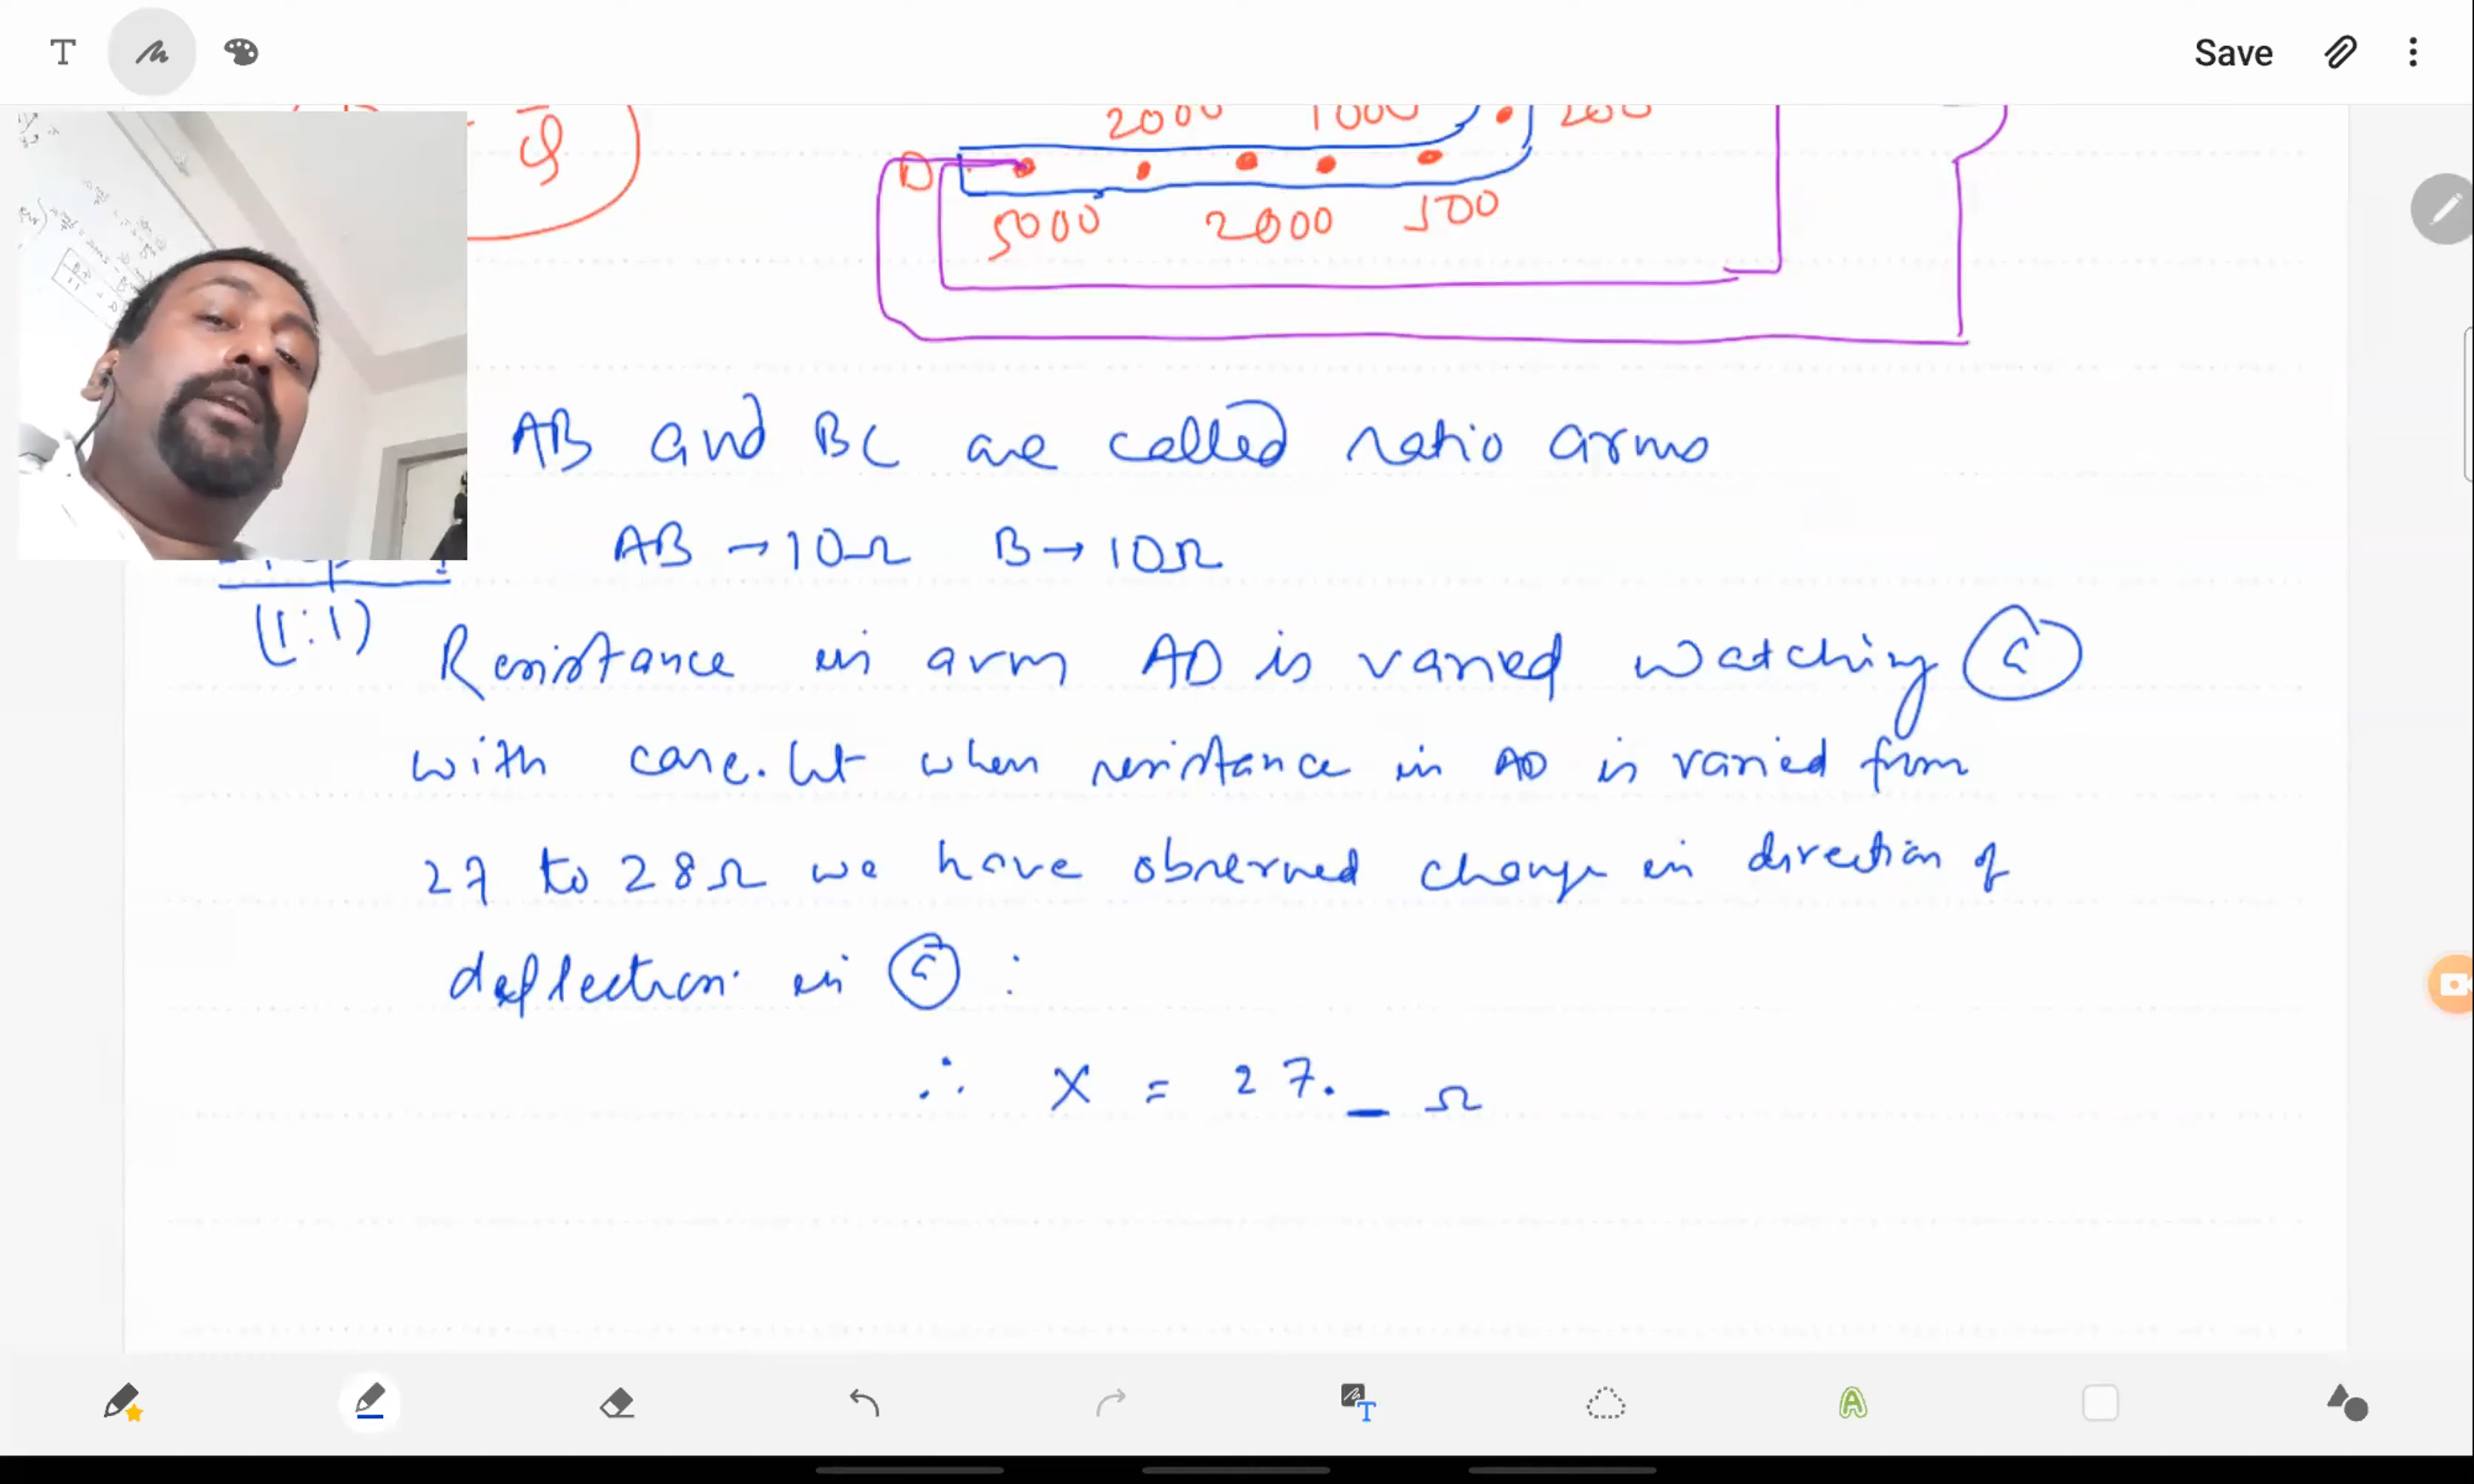 T
Save
2000 1000 200
D
5000 2000 500
AB and BC are called ratio arms
AB → 10Ω B → 10Ω
(1:1)
Resistance in arm AD is varied watching G
with care. let when resistance in AD is varied from
27 to 28Ω we have observed change in direction of
deflection in G :
∴ X = 27._ Ω
T
A